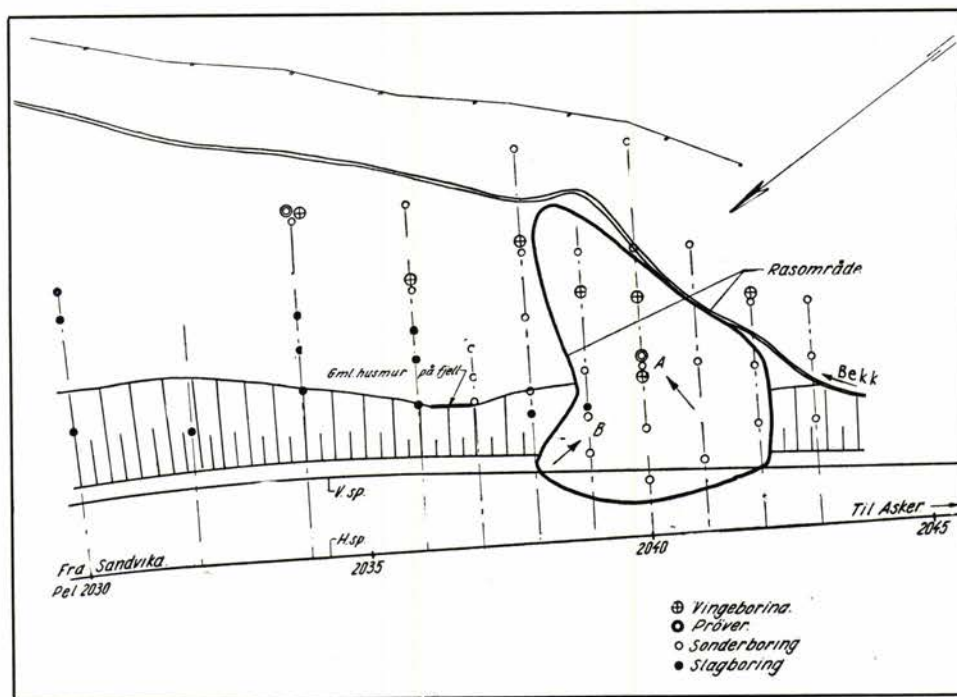 Rasområde
Gml. husmur på fjell
A
Bekk
B
V. sp.
Til Asker
H. sp.
2045
2040
2035
Fra Sandvika
Pel 2030
Vingeboring.
Pröver.
Sonderboring
Slagboring